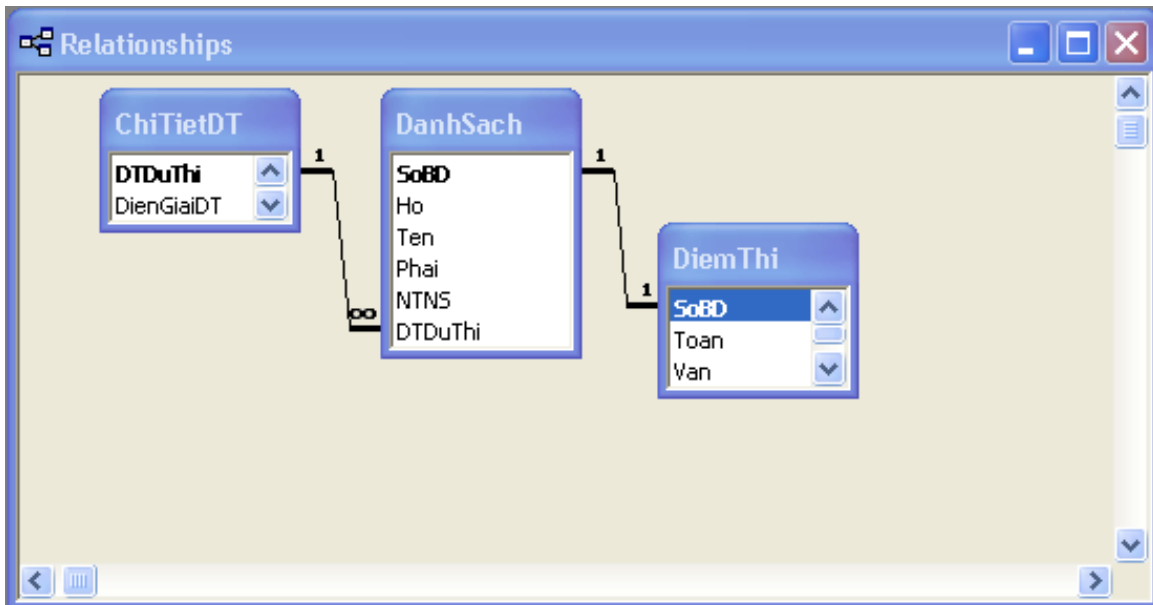 Relationships
ChiTietDT
DTDuThi
DienGiaiDT
1
∞
DanhSach
SoBD
Ho
Ten
Phai
NTNS
DTDuThi
1
1
DiemThi
SoBD
Toan
Van